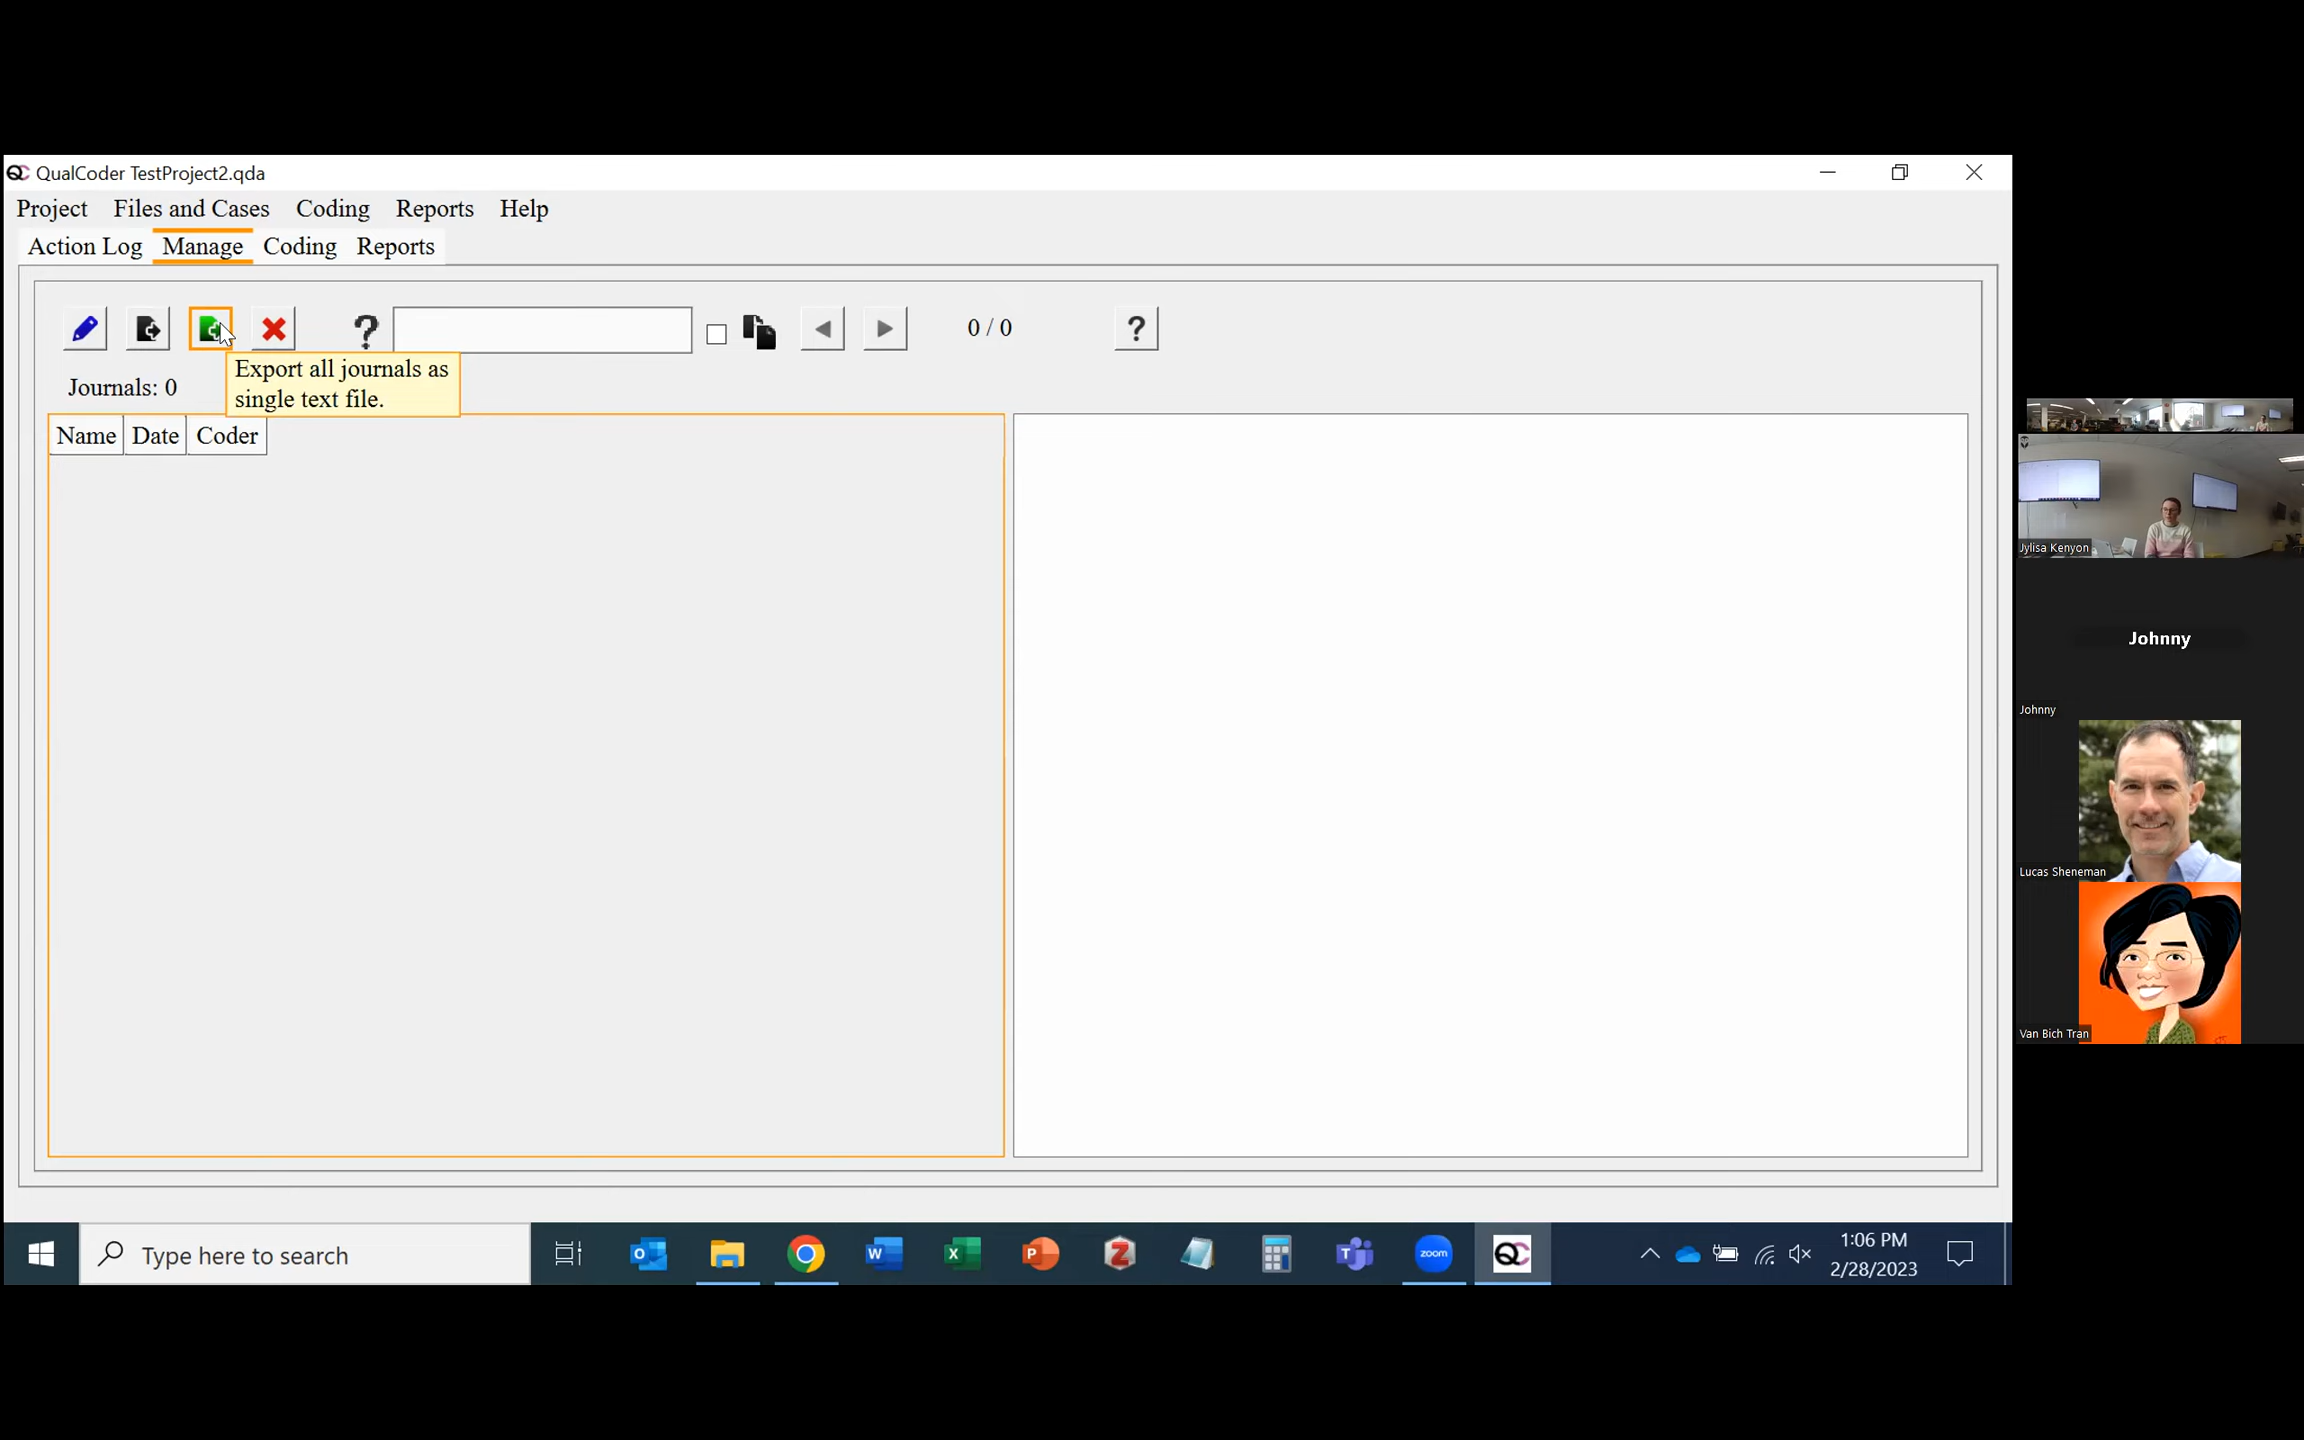 QualCoder TestProject2.qda
Project Files and Cases Coding Reports Help
Action Log Manage Coding Reports
0 / 0
Export all journals as
single text file.
Journals: 0
Name Date Coder
Type here to search
zoom
QC
1:06 PM
2/28/2023
Jylisa Kenyon
Johnny
Johnny
Lucas Sheneman
Van Bich Tran